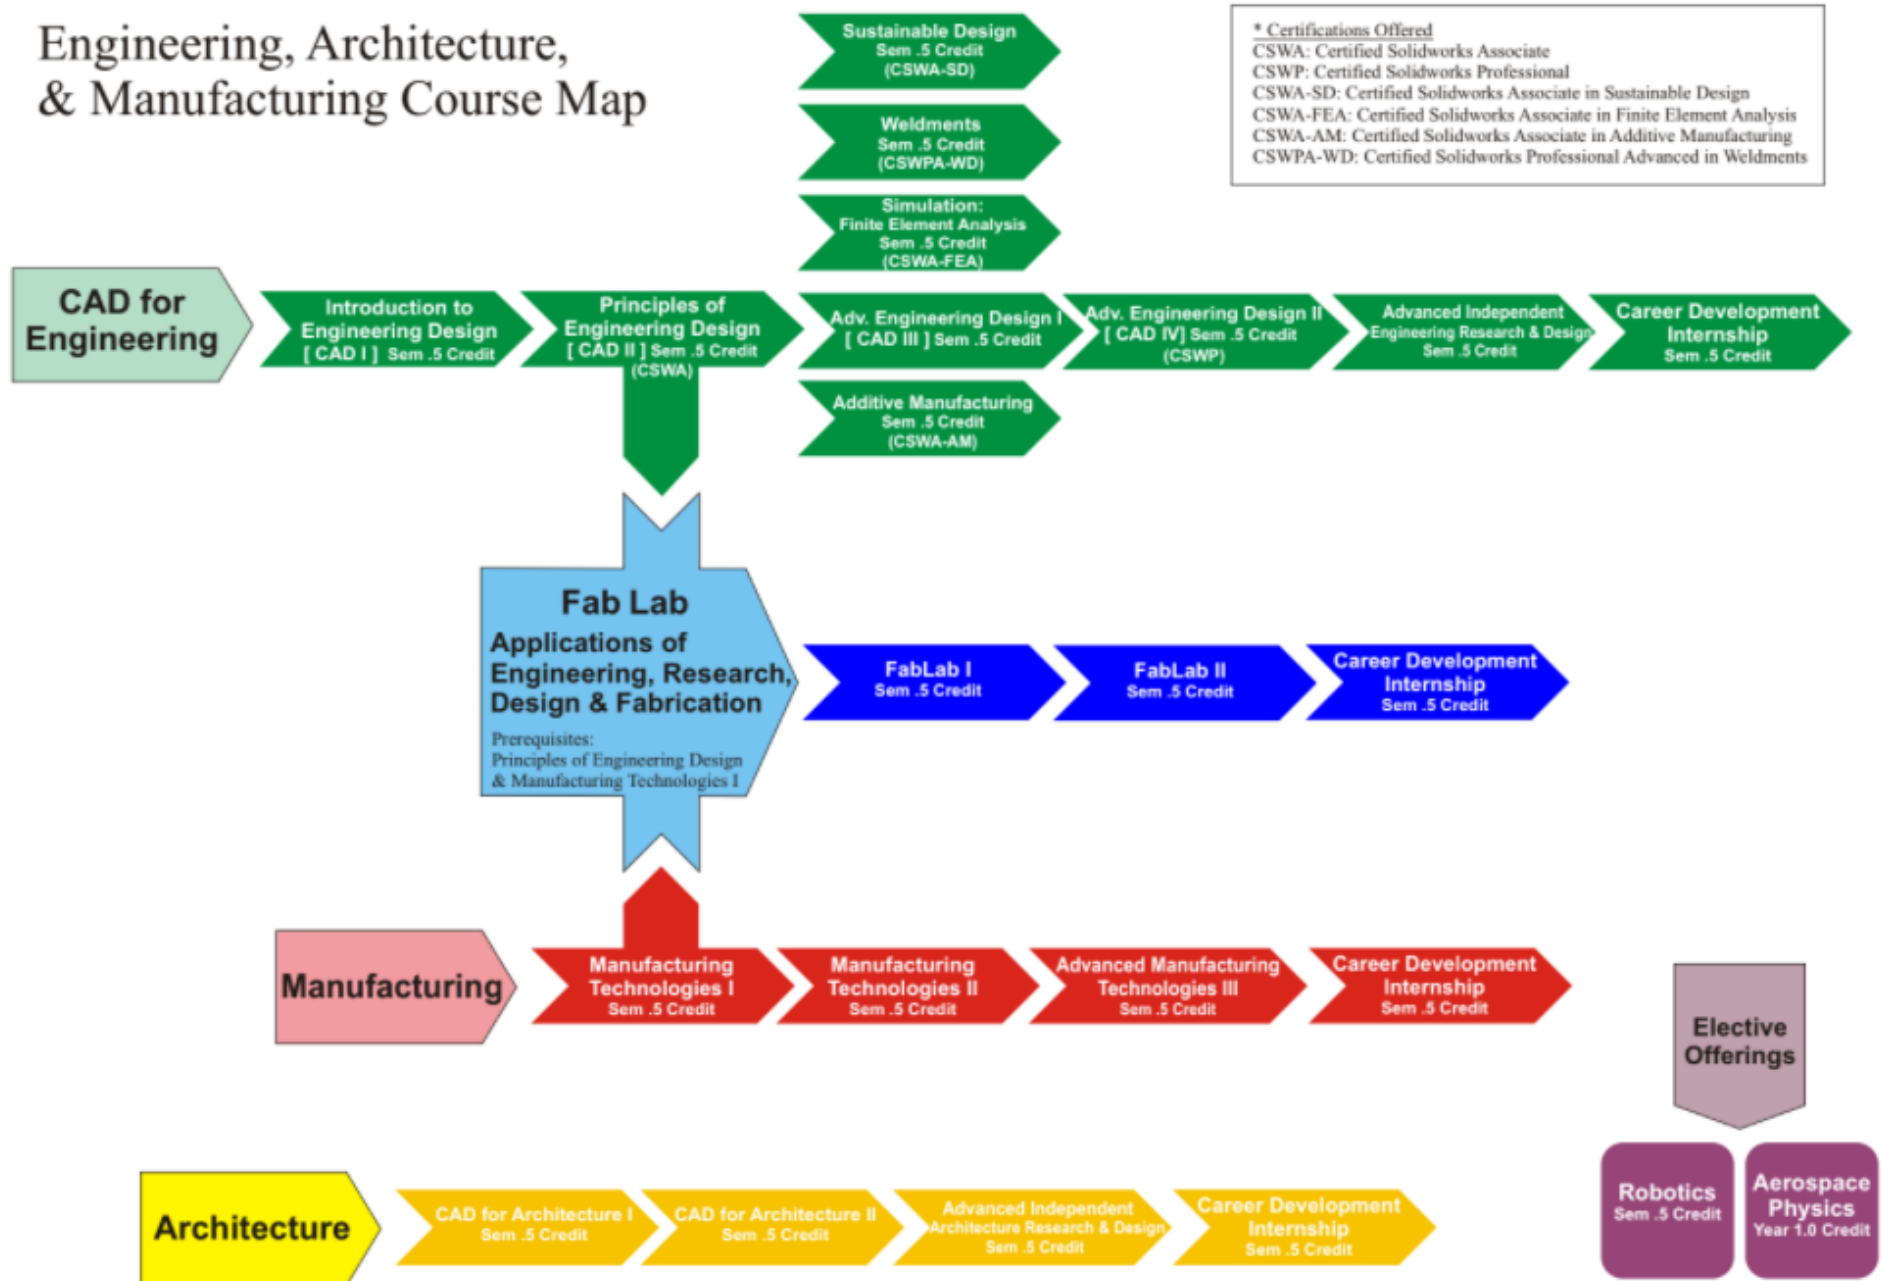 Engineering, Architecture,
& Manufacturing Course Map
Sustainable Design
Sem .5 Credit
(CSWA-SD)
Weldments
Sem .5 Credit
(CSWPA-WD)
Simulation:
Finite Element Analysis
Sem .5 Credit
(CSWA-FEA)
* Certifications Offered
CSWA: Certified Solidworks Associate
CSWP: Certified Solidworks Professional
CSWA-SD: Certified Solidworks Associate in Sustainable Design
CSWA-FEA: Certified Solidworks Associate in Finite Element Analysis
CSWA-AM: Certified Solidworks Associate in Additive Manufacturing
CSWPA-WD: Certified Solidworks Professional Advanced in Weldments
CAD for
Engineering
Introduction to
Engineering Design
[ CAD I ] Sem .5 Credit
Principles of
Engineering Design
[ CAD II ] Sem .5 Credit
(CSWA)
Adv. Engineering Design I
[ CAD III ] Sem .5 Credit
Adv. Engineering Design II
[ CAD IV] Sem .5 Credit
(CSWP)
Advanced Independent
Engineering Research & Design
Sem .5 Credit
Career Development
Internship
Sem .5 Credit
Additive Manufacturing
Sem .5 Credit
(CSWA-AM)
Fab Lab
Applications of
Engineering, Research,
Design & Fabrication
Prerequisites:
Principles of Engineering Design
& Manufacturing Technologies I
FabLab I
Sem .5 Credit
FabLab II
Sem .5 Credit
Career Development
Internship
Sem .5 Credit
Manufacturing
Manufacturing
Technologies I
Sem .5 Credit
Manufacturing
Technologies II
Sem .5 Credit
Advanced Manufacturing
Technologies III
Sem .5 Credit
Career Development
Internship
Sem .5 Credit
Elective
Offerings
Robotics
Sem .5 Credit
Aerospace
Physics
Year 1.0 Credit
Architecture
CAD for Architecture I
Sem .5 Credit
CAD for Architecture II
Sem .5 Credit
Advanced Independent
Architecture Research & Design
Sem .5 Credit
Career Development
Internship
Sem .5 Credit